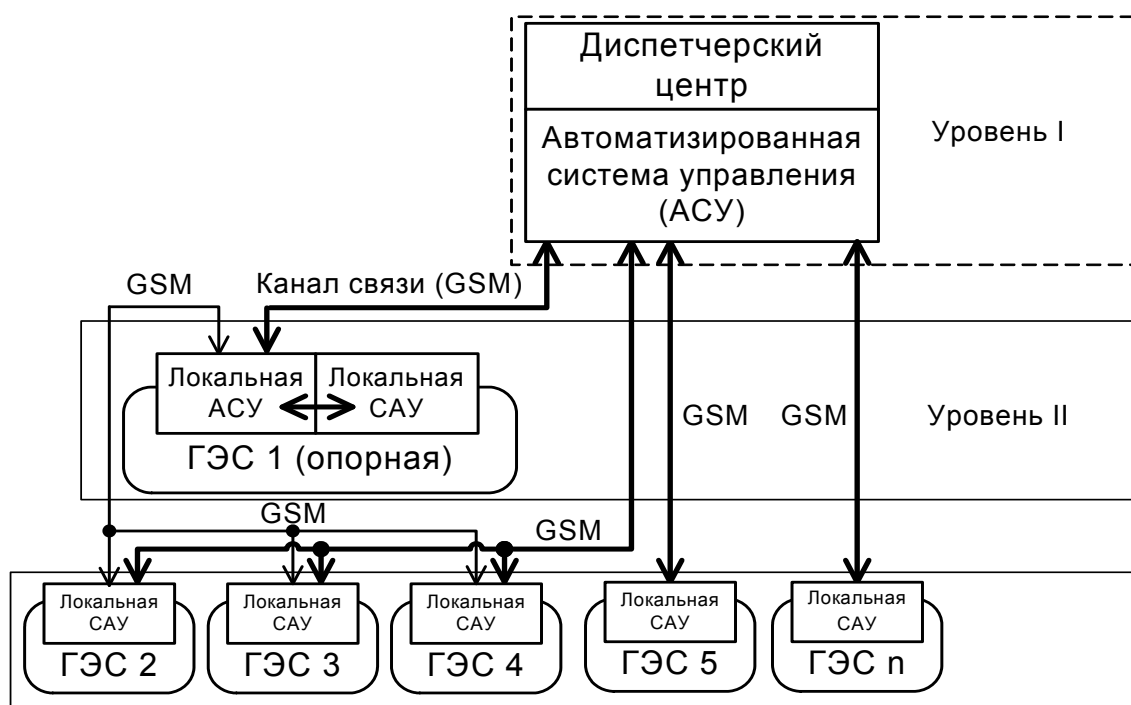 Диспетчерский
центр
Автоматизированная
система управления
(АСУ)
Уровень I
GSM
Канал связи (GSM)
Локальная
АСУ
Локальная
САУ
ГЭС 1 (опорная)
GSM
GSM
Уровень II
GSM
GSM
Локальная
САУ
ГЭС 2
Локальная
САУ
ГЭС 3
Локальная
САУ
ГЭС 4
Локальная
САУ
ГЭС 5
Локальная
САУ
ГЭС n